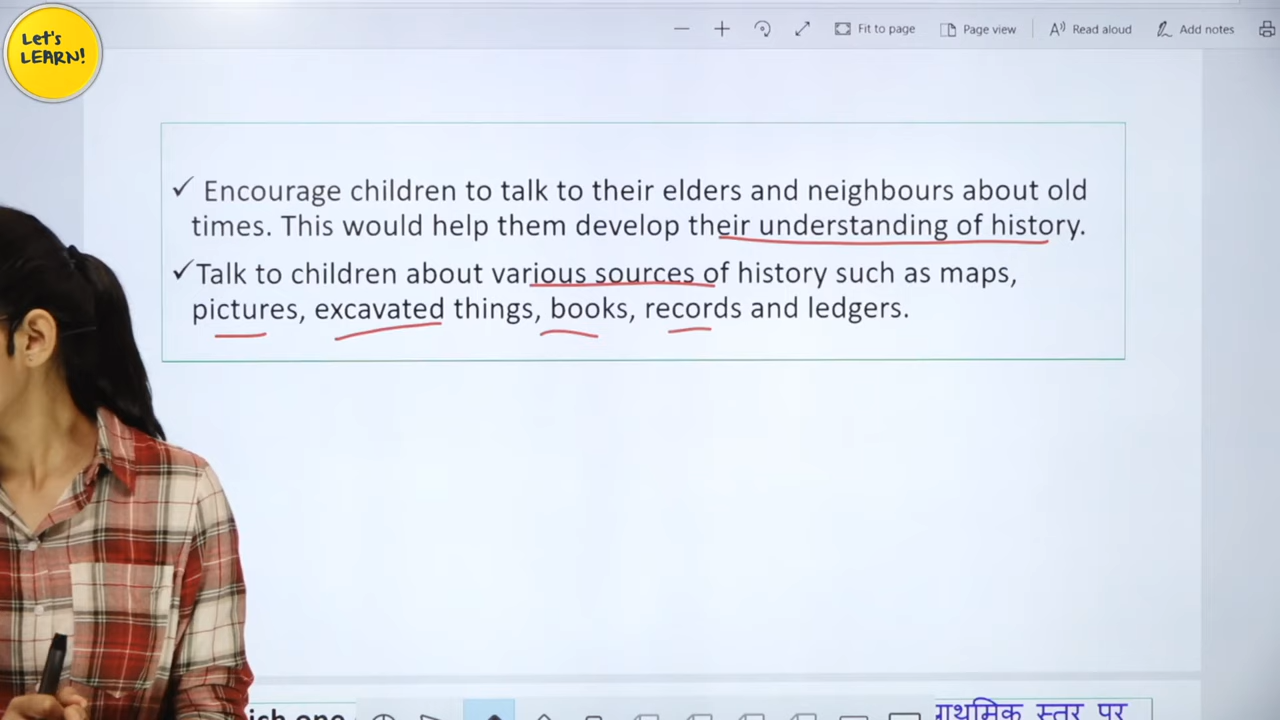 Let's
LEARN!
Fit to page
Page view
Read aloud
Add notes
✓ Encourage children to talk to their elders and neighbours about old
times. This would help them develop their understanding of history.
✓ Talk to children about various sources of history such as maps,
pictures, excavated things, books, records and ledgers.
one
स्तर पर